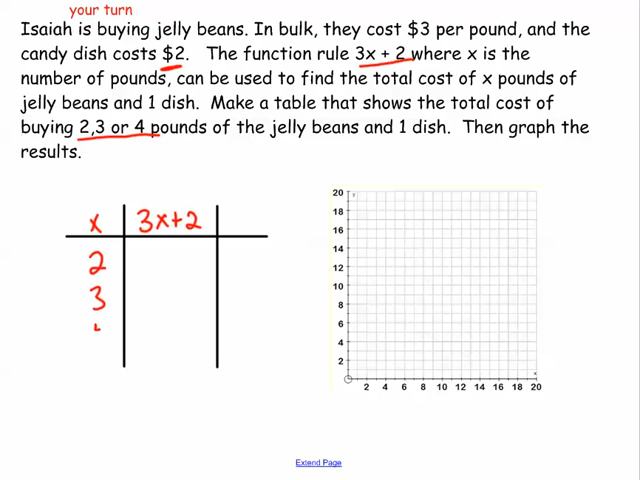 your turn
Isaiah is buying jelly beans. In bulk, they cost $3 per pound, and the
candy dish costs $2. The function rule 3x + 2 where x is the
number of pounds, can be used to find the total cost of x pounds of
jelly beans and 1 dish. Make a table that shows the total cost of
buying 2,3 or 4 pounds of the jelly beans and 1 dish. Then graph the
results.
x 3x+2
2
3
y
20
18
16
14
12
10
8
6
4
2
x
2 4 6 8 10 12 14 16 18 20
Extend Page